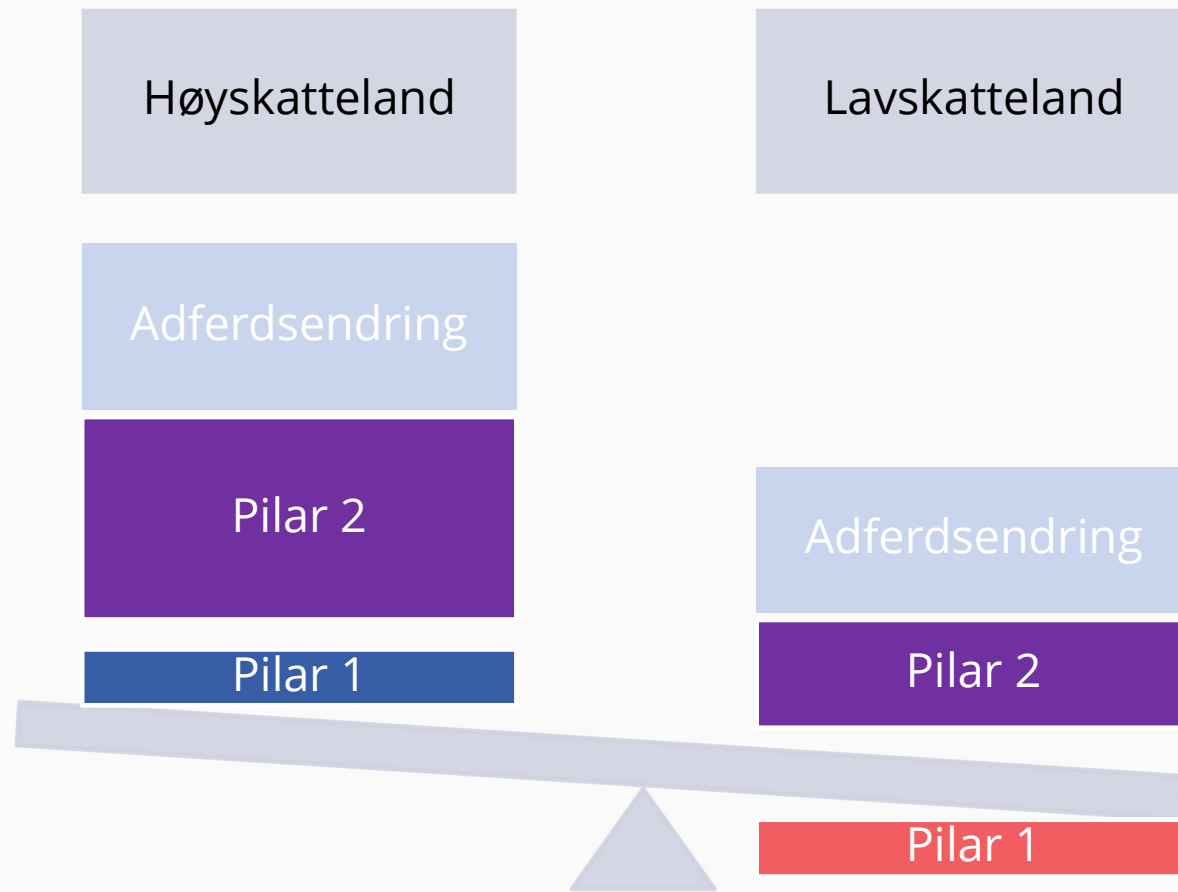 Høyskatteland
Lavskatteland
Adferdsendring
Pilar 2
Pilar 1
Adferdsendring
Pilar 2
Pilar 1